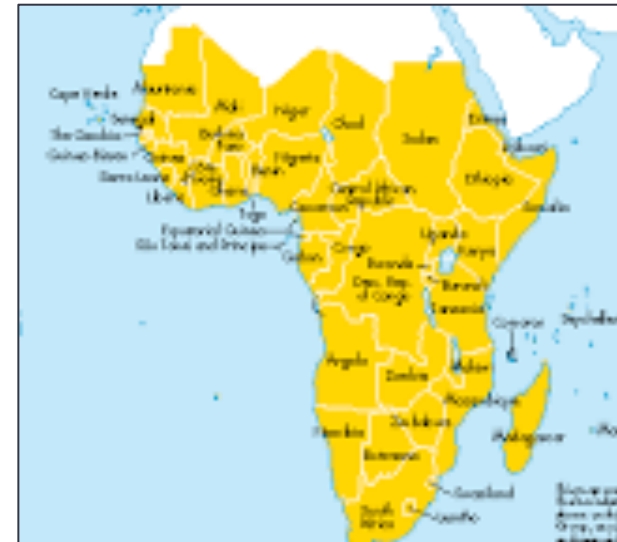 Cape Verde
Mauritania
Mali
Niger
Chad
Sudan
Eritrea
Senegal
The Gambia
Burkina
Faso
Djibouti
Guinea-Bissau
Guinea
Nigeria
Benin
Ethiopia
Sierra Leone
Ghana
Central African
Republic
Liberia
Somalia
Togo
Cameroon
Equatorial Guinea
Uganda
São Tomé and Principe
Congo
Kenya
Gabon
Rwanda
Dem. Rep.
of Congo
Burundi
Tanzania
Comoros
Seychelles
Angola
Malawi
Zambia
Mozambique
Zimbabwe
Namibia
Madagascar
Botswana
Swaziland
South
Africa
Lesotho